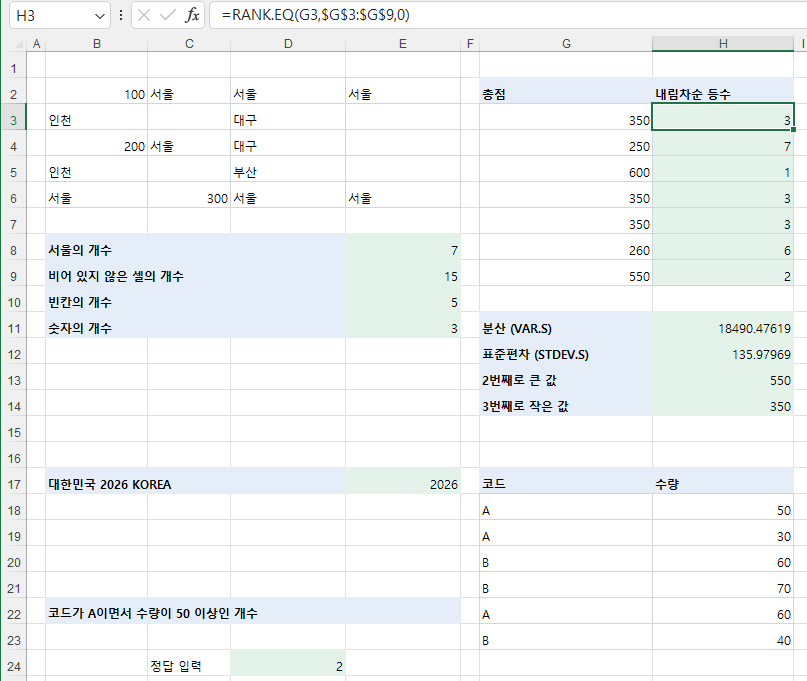 H3 =RANK.EQ(G3,$G$3:$G$9,0)
A B C D E F G H I
1
2 100 서울 서울 서울 총점 내림차순 등수
3 인천 대구 350 3
4 200 서울 대구 250 7
5 인천 부산 600 1
6 서울 300 서울 서울 350 3
7 350 3
8 서울의 개수 7 260 6
9 비어 있지 않은 셀의 개수 15 550 2
10 빈칸의 개수 5
11 숫자의 개수 3 분산 (VAR.S) 18490.47619
12 표준편차 (STDEV.S) 135.97969
13 2번째로 큰 값 550
14 3번째로 작은 값 350
15
16
17 대한민국 2026 KOREA 2026 코드 수량
18 A 50
19 A 30
20 B 60
21 B 70
22 코드가 A이면서 수량이 50 이상인 개수 A 60
23 B 40
24 정답 입력 2